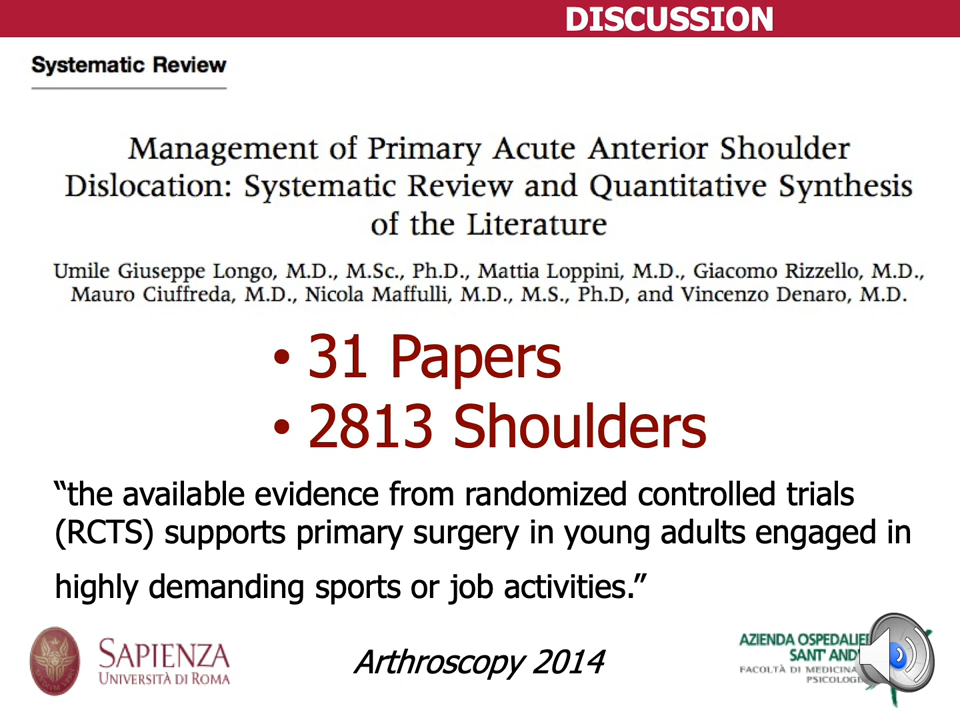 DISCUSSION
Systematic Review
Management of Primary Acute Anterior Shoulder
Dislocation: Systematic Review and Quantitative Synthesis
of the Literature
Umile Giuseppe Longo, M.D., M.Sc., Ph.D., Mattia Loppini, M.D., Giacomo Rizzello, M.D.,
Mauro Ciuffreda, M.D., Nicola Maffulli, M.D., M.S., Ph.D, and Vincenzo Denaro, M.D.
• 31 Papers
• 2813 Shoulders
“the available evidence from randomized controlled trials
(RCTS) supports primary surgery in young adults engaged in
highly demanding sports or job activities.”
SAPIENZA
UNIVERSITÀ DI ROMA
Arthroscopy 2014
AZIENDA
SANT'
FACOLTÀ DI MEDICINA